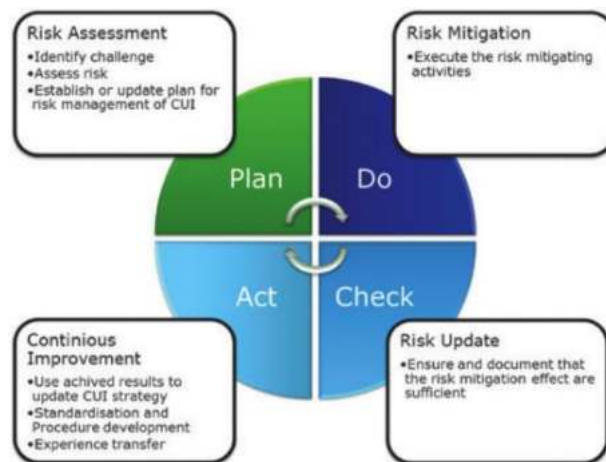 Risk Assessment
•Identify challenge
•Assess risk
•Establish or update plan for
risk management of CUI
Risk Mitigation
•Execute the risk mitigating
activities
Plan
Do
Act
Check
Continious
Improvement
•Use achived results to
update CUI strategy
•Standardisation and
Procedure development
•Experience transfer
Risk Update
•Ensure and document that
the risk mitigation effect are
sufficient